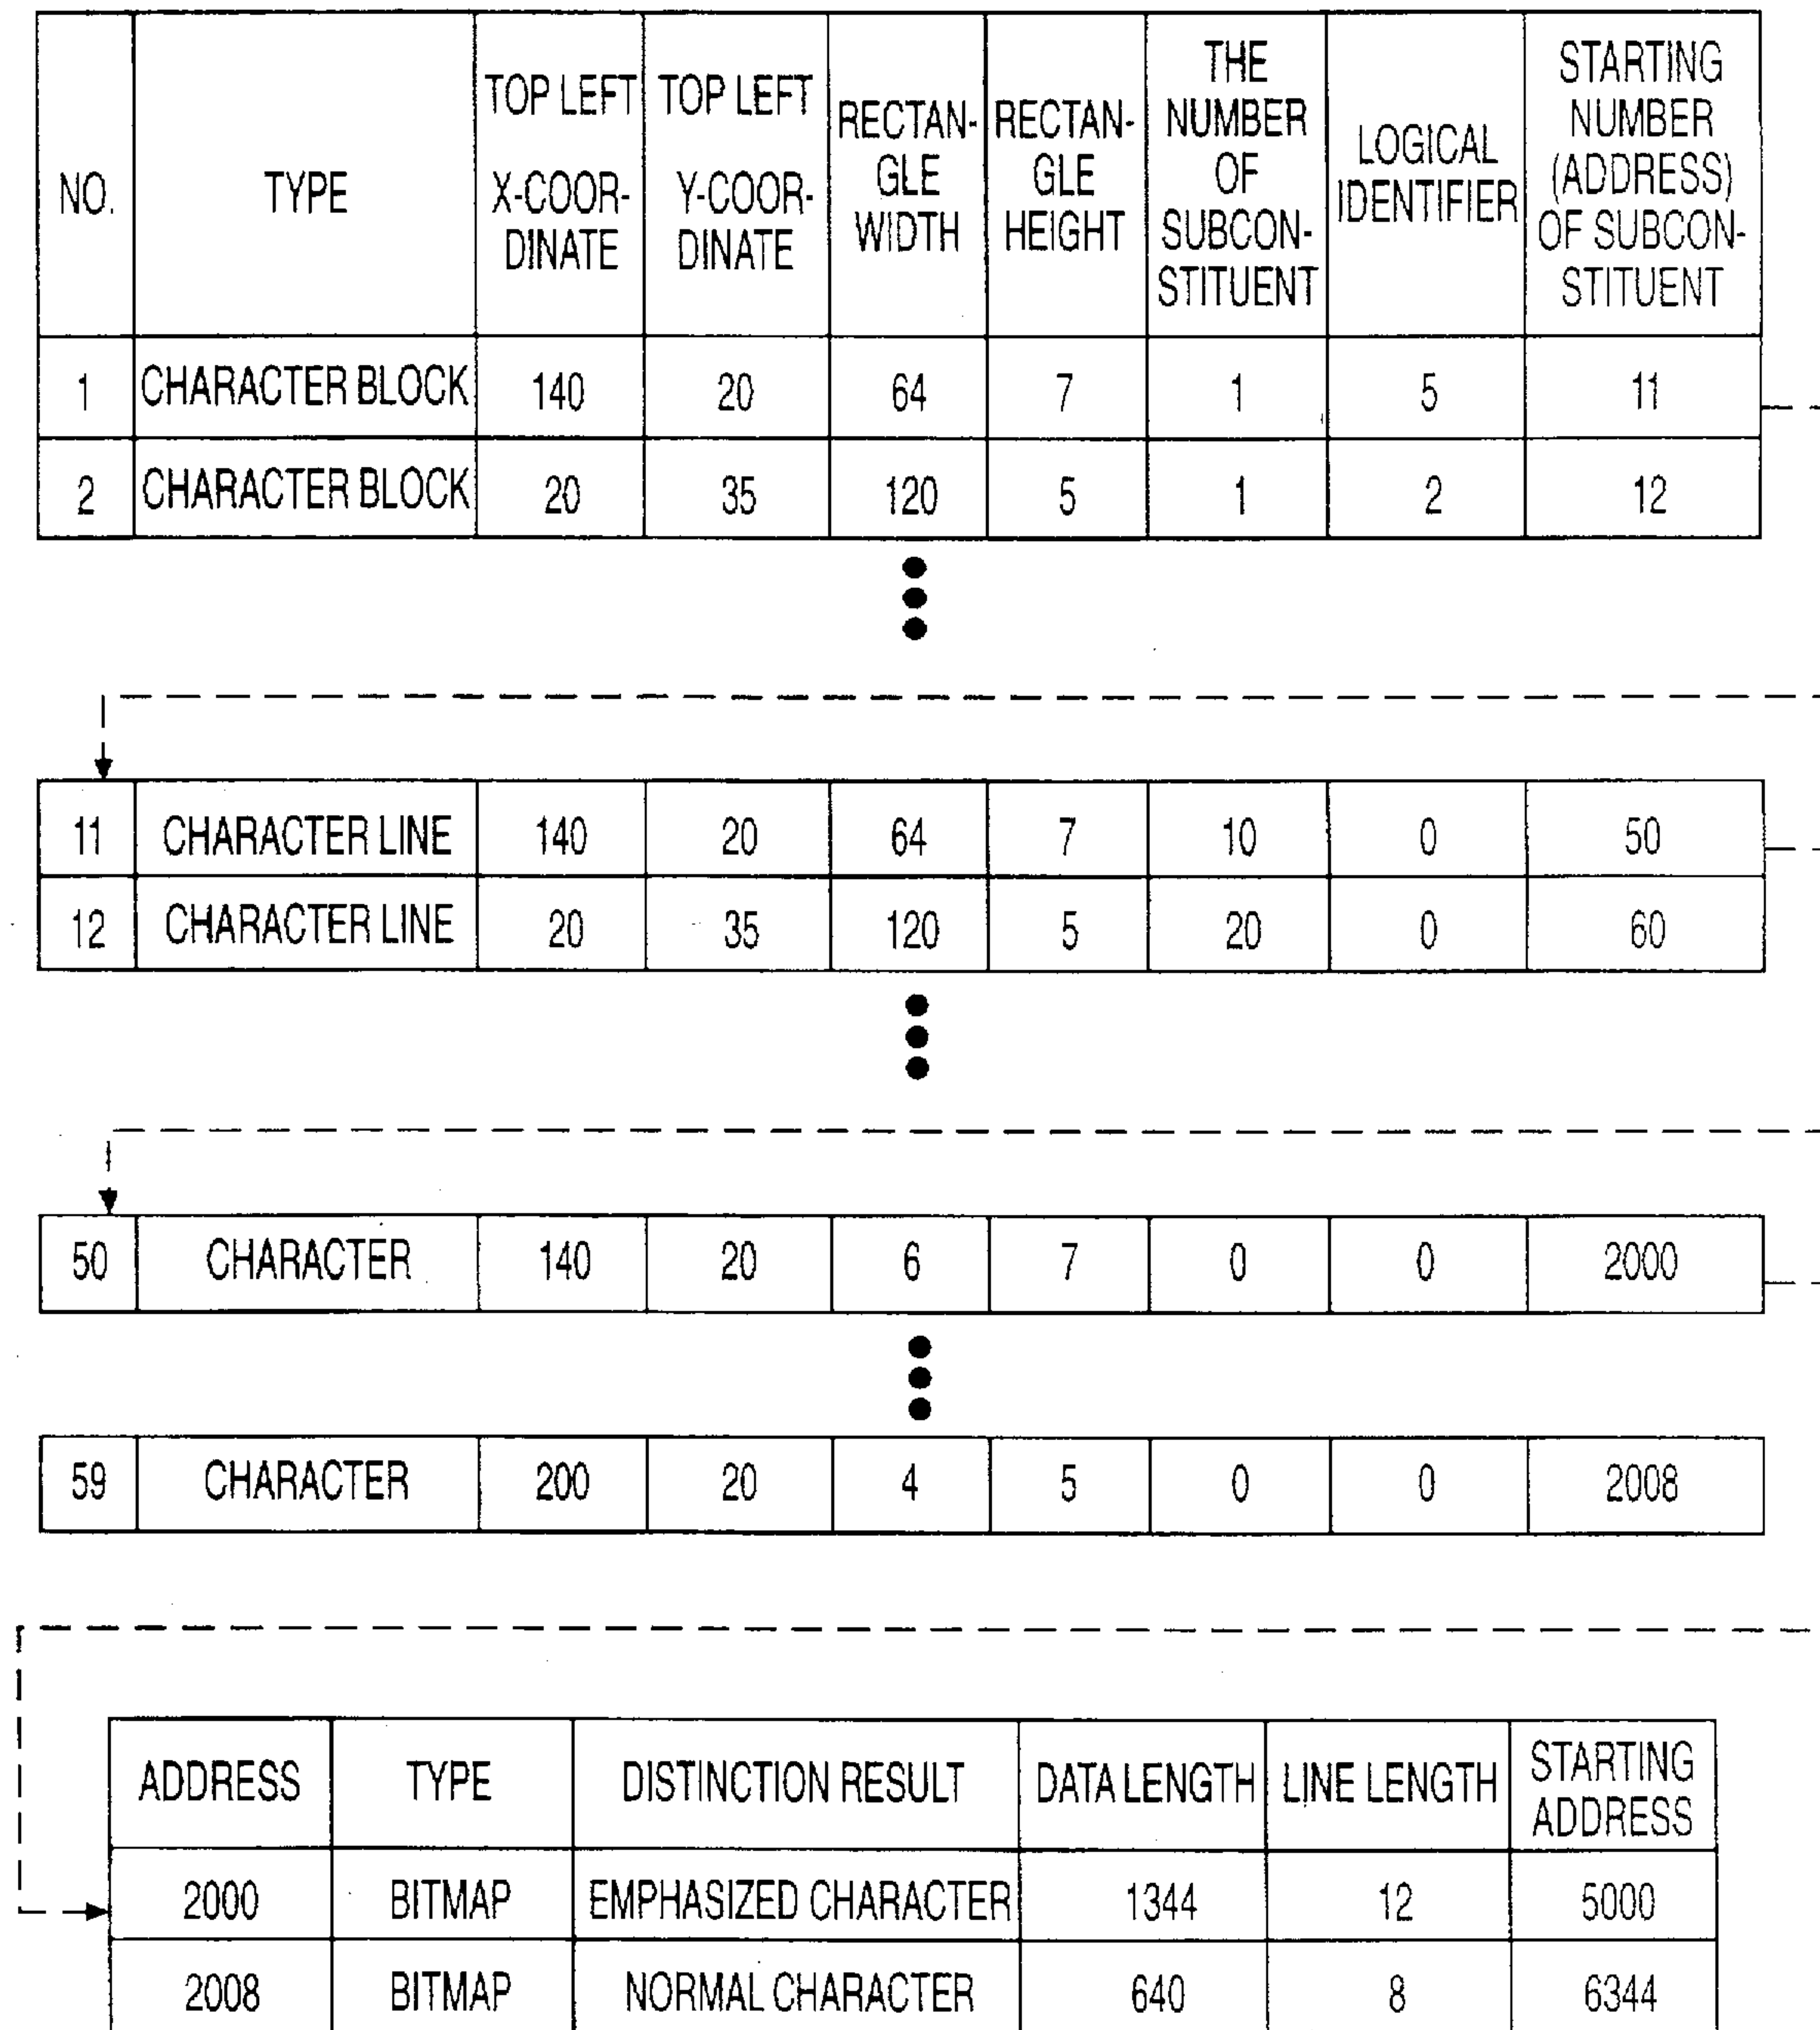 NO. TYPE TOP LEFT X-COOR-DINATE TOP LEFT Y-COOR-DINATE RECTAN-GLE WIDTH RECTAN-GLE HEIGHT THE NUMBER OF SUBCON-STITUENT LOGICAL IDENTIFIER STARTING NUMBER (ADDRESS) OF SUBCON-STITUENT
1 CHARACTER BLOCK 140 20 64 7 1 5 11
2 CHARACTER BLOCK 20 35 120 5 1 2 12
11 CHARACTER LINE 140 20 64 7 10 0 50
12 CHARACTER LINE 20 35 120 5 20 0 60
50 CHARACTER 140 20 6 7 0 0 2000
59 CHARACTER 200 20 4 5 0 0 2008
ADDRESS TYPE DISTINCTION RESULT DATA LENGTH LINE LENGTH STARTING ADDRESS
2000 BITMAP EMPHASIZED CHARACTER 1344 12 5000
2008 BITMAP NORMAL CHARACTER 640 8 6344